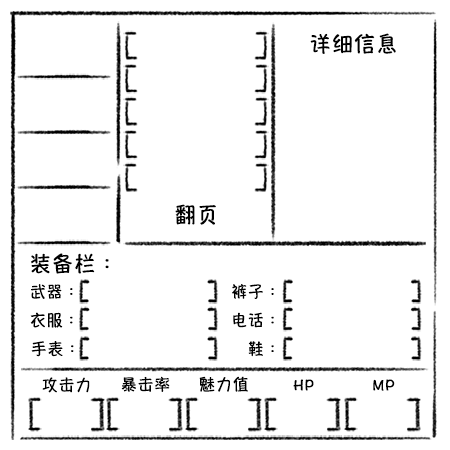 详细信息
翻页
装备栏：
武器：[ ] 裤子：[ ]
衣服：[ ] 电话：[ ]
手表：[ ] 鞋：[ ]
攻击力 暴击率 魅力值 HP MP